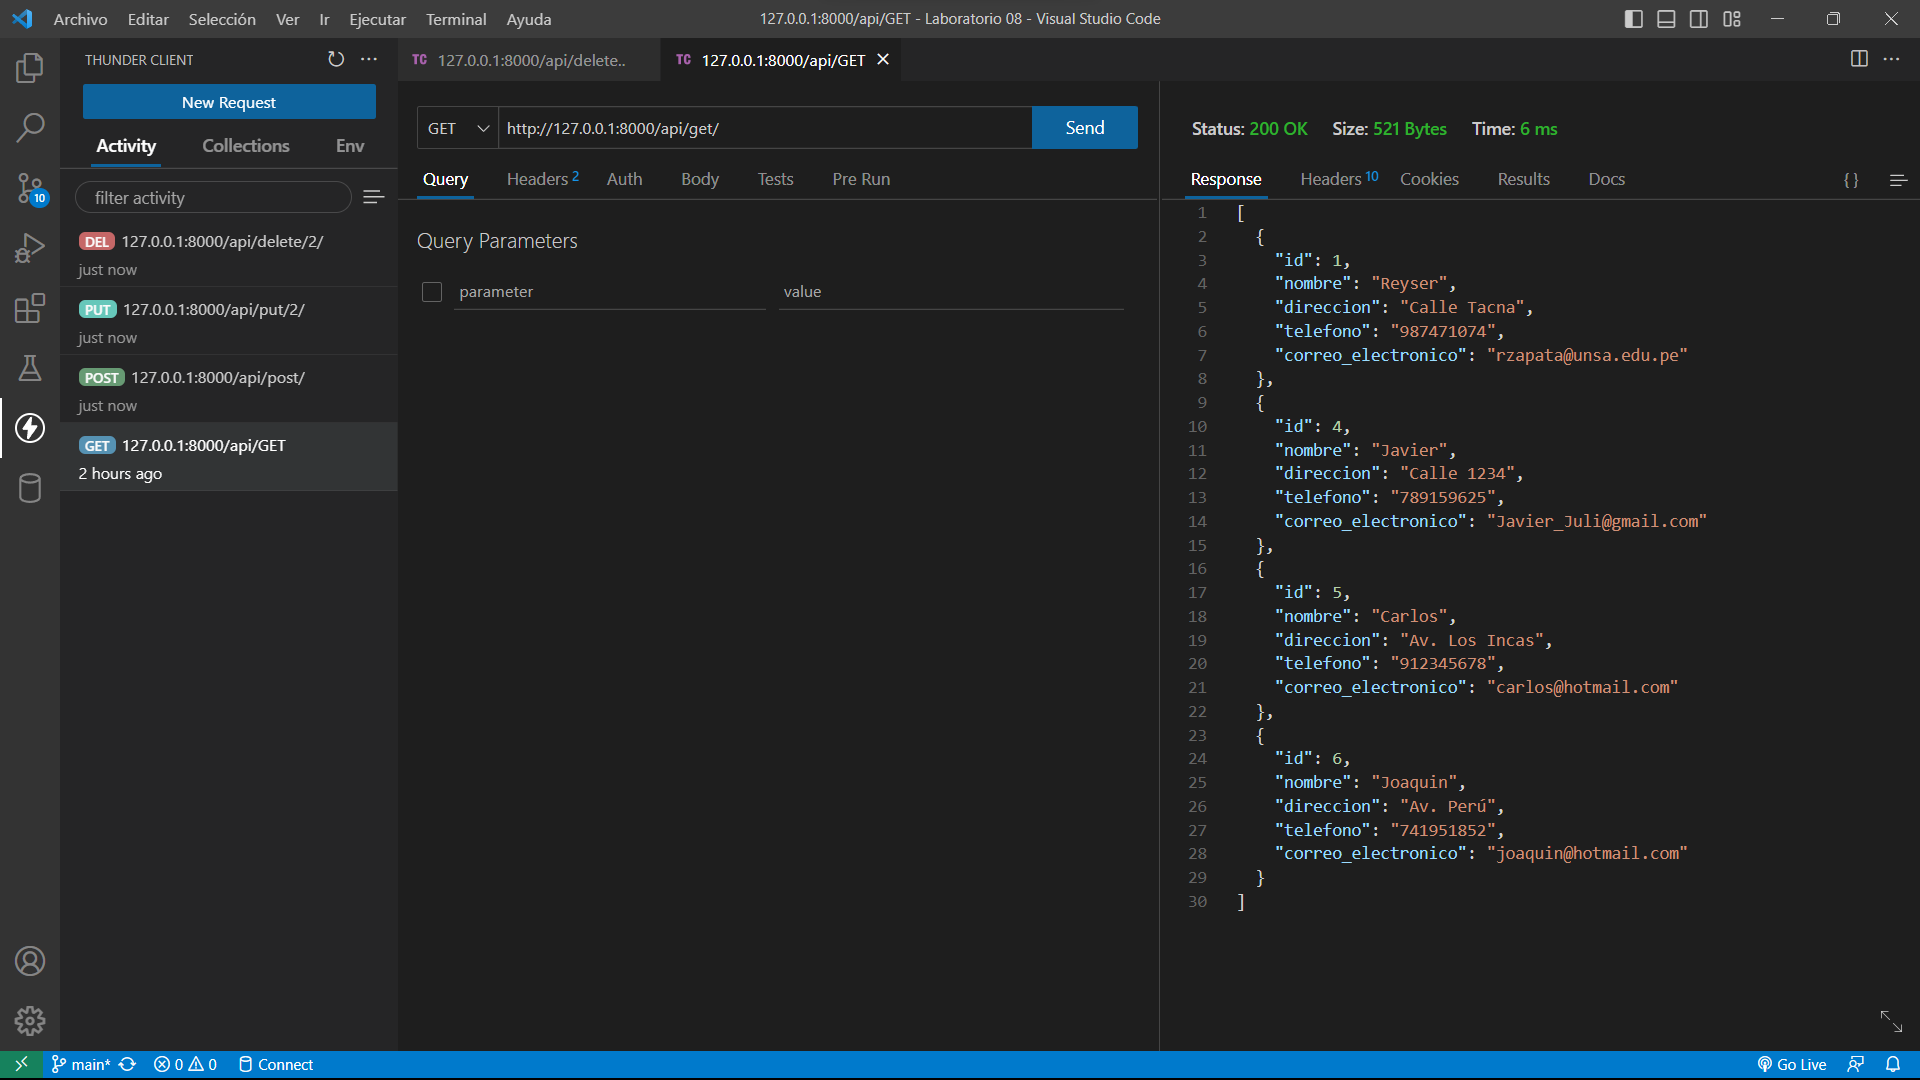 Archivo Editar Selección Ver Ir Ejecutar Terminal Ayuda
127.0.0.1:8000/api/GET - Laboratorio 08 - Visual Studio Code
THUNDER CLIENT
New Request
Activity Collections Env
filter activity
DEL 127.0.0.1:8000/api/delete/2/
just now
PUT 127.0.0.1:8000/api/put/2/
just now
POST 127.0.0.1:8000/api/post/
just now
GET 127.0.0.1:8000/api/GET
2 hours ago
10
TC 127.0.0.1:8000/api/delete..
TC 127.0.0.1:8000/api/GET
GET http://127.0.0.1:8000/api/get/ Send
Query Headers 2 Auth Body Tests Pre Run
Query Parameters
parameter value
Status: 200 OK Size: 521 Bytes Time: 6 ms
Response Headers 10 Cookies Results Docs { }
1 [
2 {
3 "id": 1,
4 "nombre": "Reyser",
5 "direccion": "Calle Tacna",
6 "telefono": "987471074",
7 "correo_electronico": "rzapata@unsa.edu.pe"
8 },
9 {
10 "id": 4,
11 "nombre": "Javier",
12 "direccion": "Calle 1234",
13 "telefono": "789159625",
14 "correo_electronico": "Javier_Juli@gmail.com"
15 },
16 {
17 "id": 5,
18 "nombre": "Carlos",
19 "direccion": "Av. Los Incas",
20 "telefono": "912345678",
21 "correo_electronico": "carlos@hotmail.com"
22 },
23 {
24 "id": 6,
25 "nombre": "Joaquin",
26 "direccion": "Av. Perú",
27 "telefono": "741951852",
28 "correo_electronico": "joaquin@hotmail.com"
29 }
30 ]
main* 0 0 Connect
Go Live